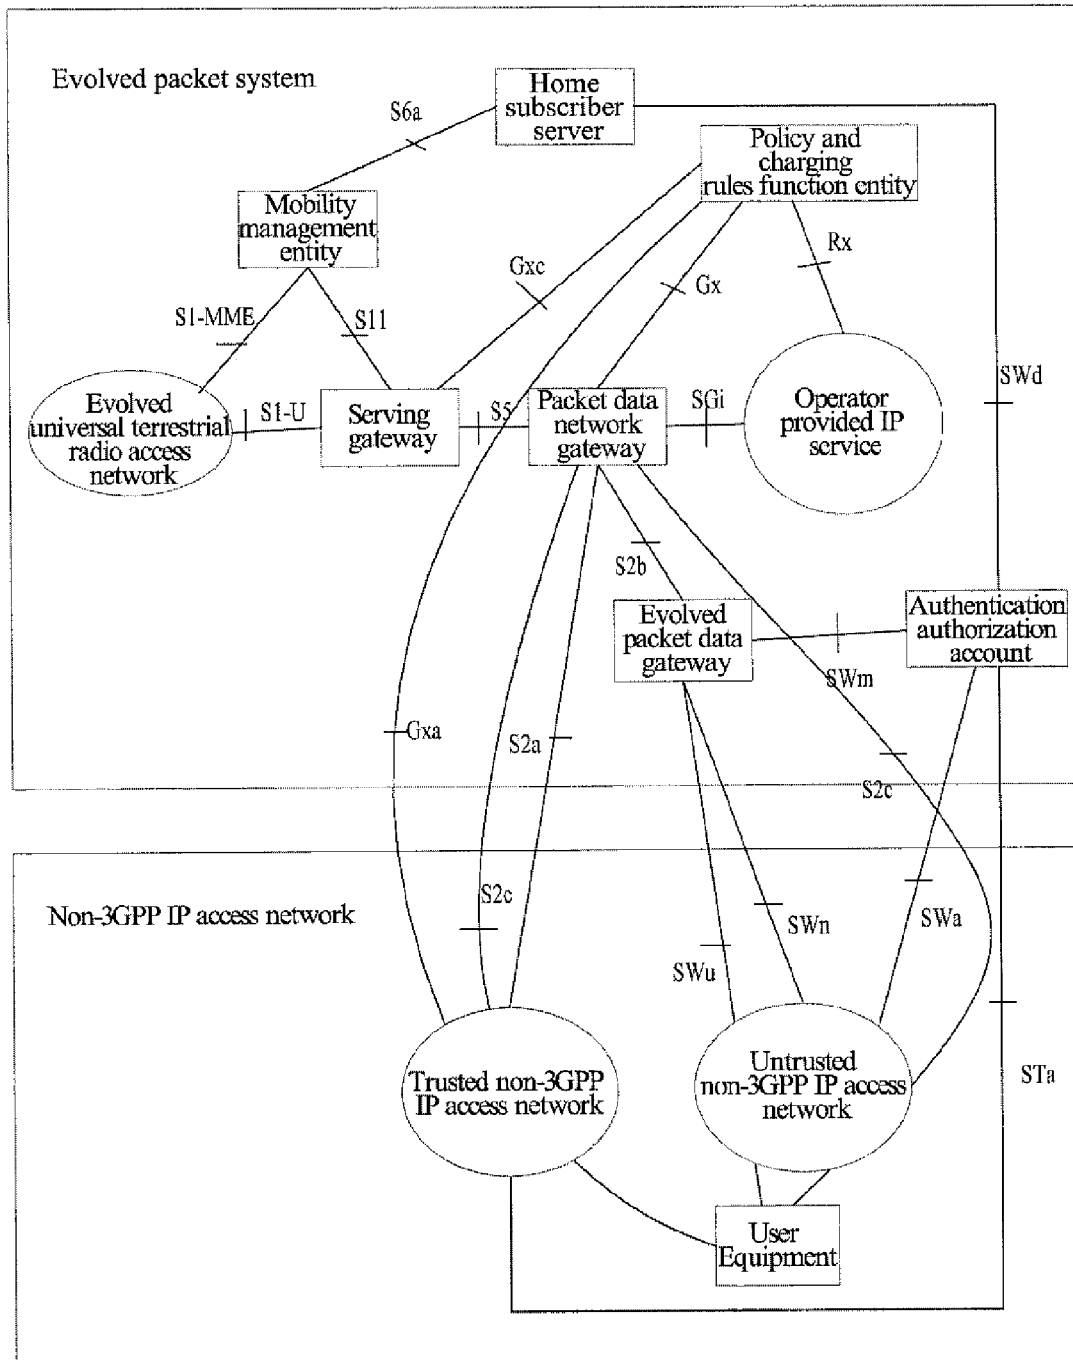 Evolved packet system
Home
subscriber
server
S6a
Policy and
charging
rules function entity
Mobility
management
entity
Gxc
Gx
Rx
S1-MME
S11
SWd
Evolved
universal terrestrial
radio access
network
S1-U
Serving
gateway
S5
Packet data
network
gateway
SGi
Operator
provided IP
service
S2b
Evolved
packet data
gateway
Authentication
authorization
account
SWm
Gxa
S2a
S2c
Non-3GPP IP access network
S2c
SWn
SWa
SWu
Trusted non-3GPP
IP access network
Untrusted
non-3GPP IP access
network
STa
User
Equipment